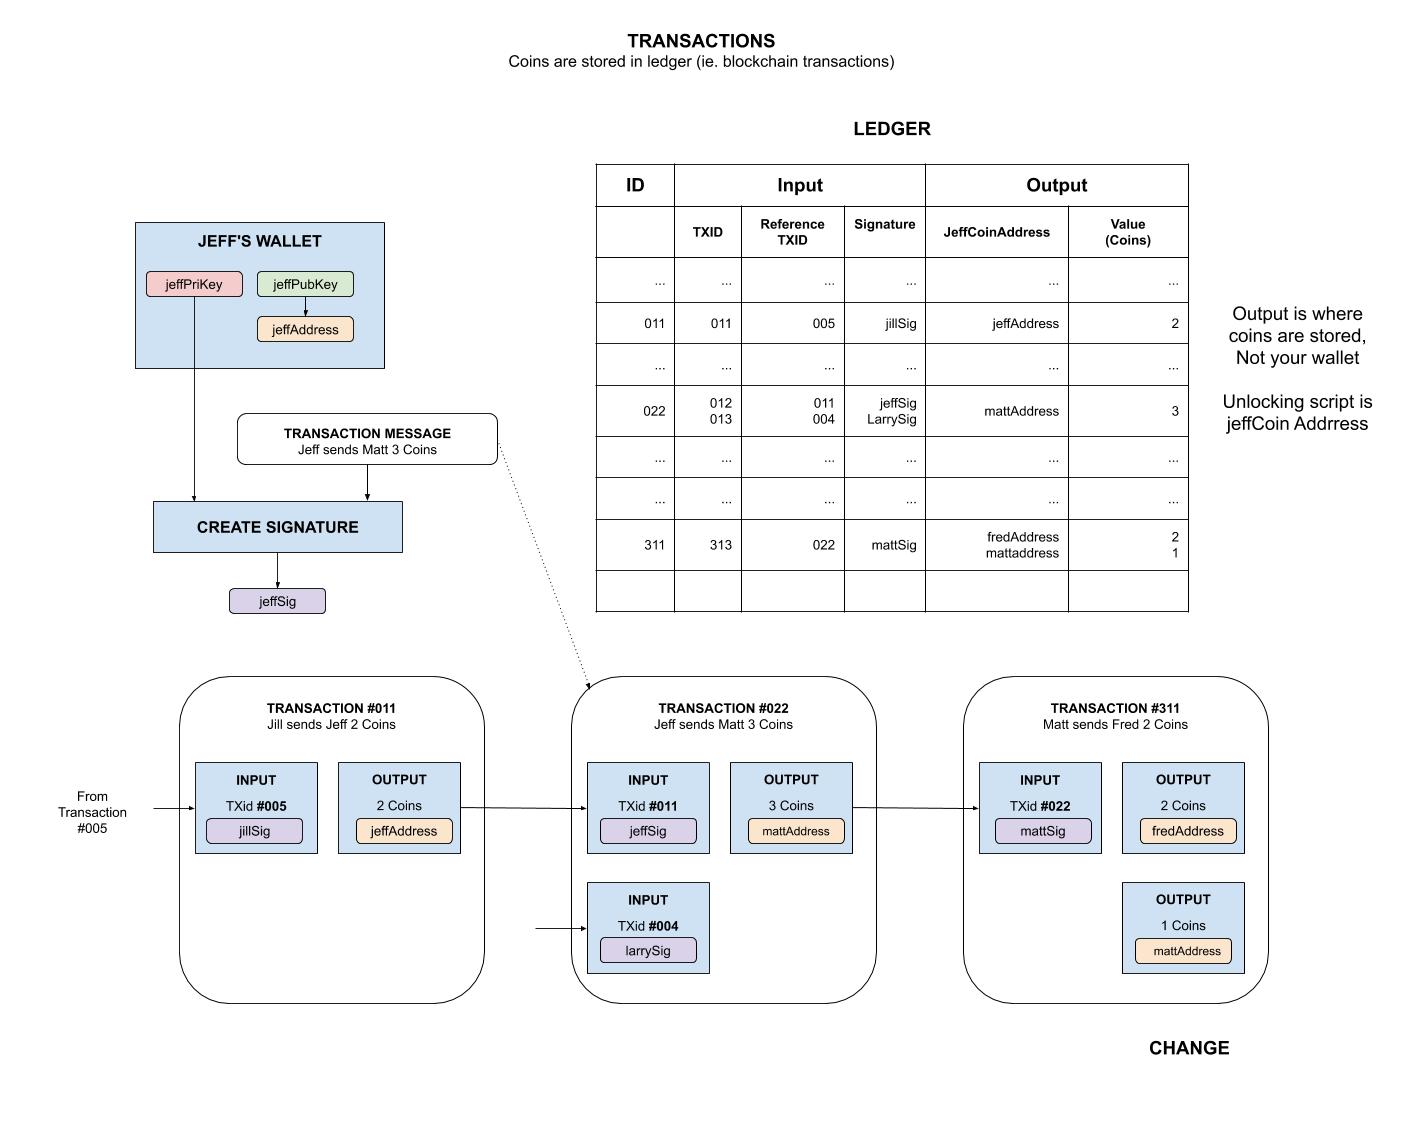 TRANSACTIONS
Coins are stored in ledger (ie. blockchain transactions)
LEDGER
ID Input Output
TXID Reference TXID Signature JeffCoinAddress Value (Coins)
... ... ... ... ... ...
011 011 005 jillSig jeffAddress 2
... ... ... ... ... ...
022 012 011 jeffSig mattAddress 3
013 004 LarrySig
... ... ... ... ... ...
... ... ... ... ... ...
311 313 022 mattSig fredAddress 2
mattaddress 1
Output is where
coins are stored,
Not your wallet
Unlocking script is
jeffCoin Addrress
JEFF'S WALLET
jeffPriKey
jeffPubKey
jeffAddress
TRANSACTION MESSAGE
Jeff sends Matt 3 Coins
CREATE SIGNATURE
jeffSig
From
Transaction
#005
TRANSACTION #011
Jill sends Jeff 2 Coins
INPUT
TXid #005
jillSig
OUTPUT
2 Coins
jeffAddress
TRANSACTION #022
Jeff sends Matt 3 Coins
INPUT
TXid #011
jeffSig
OUTPUT
3 Coins
mattAddress
INPUT
TXid #004
larrySig
TRANSACTION #311
Matt sends Fred 2 Coins
INPUT
TXid #022
mattSig
OUTPUT
2 Coins
fredAddress
OUTPUT
1 Coins
mattAddress
CHANGE